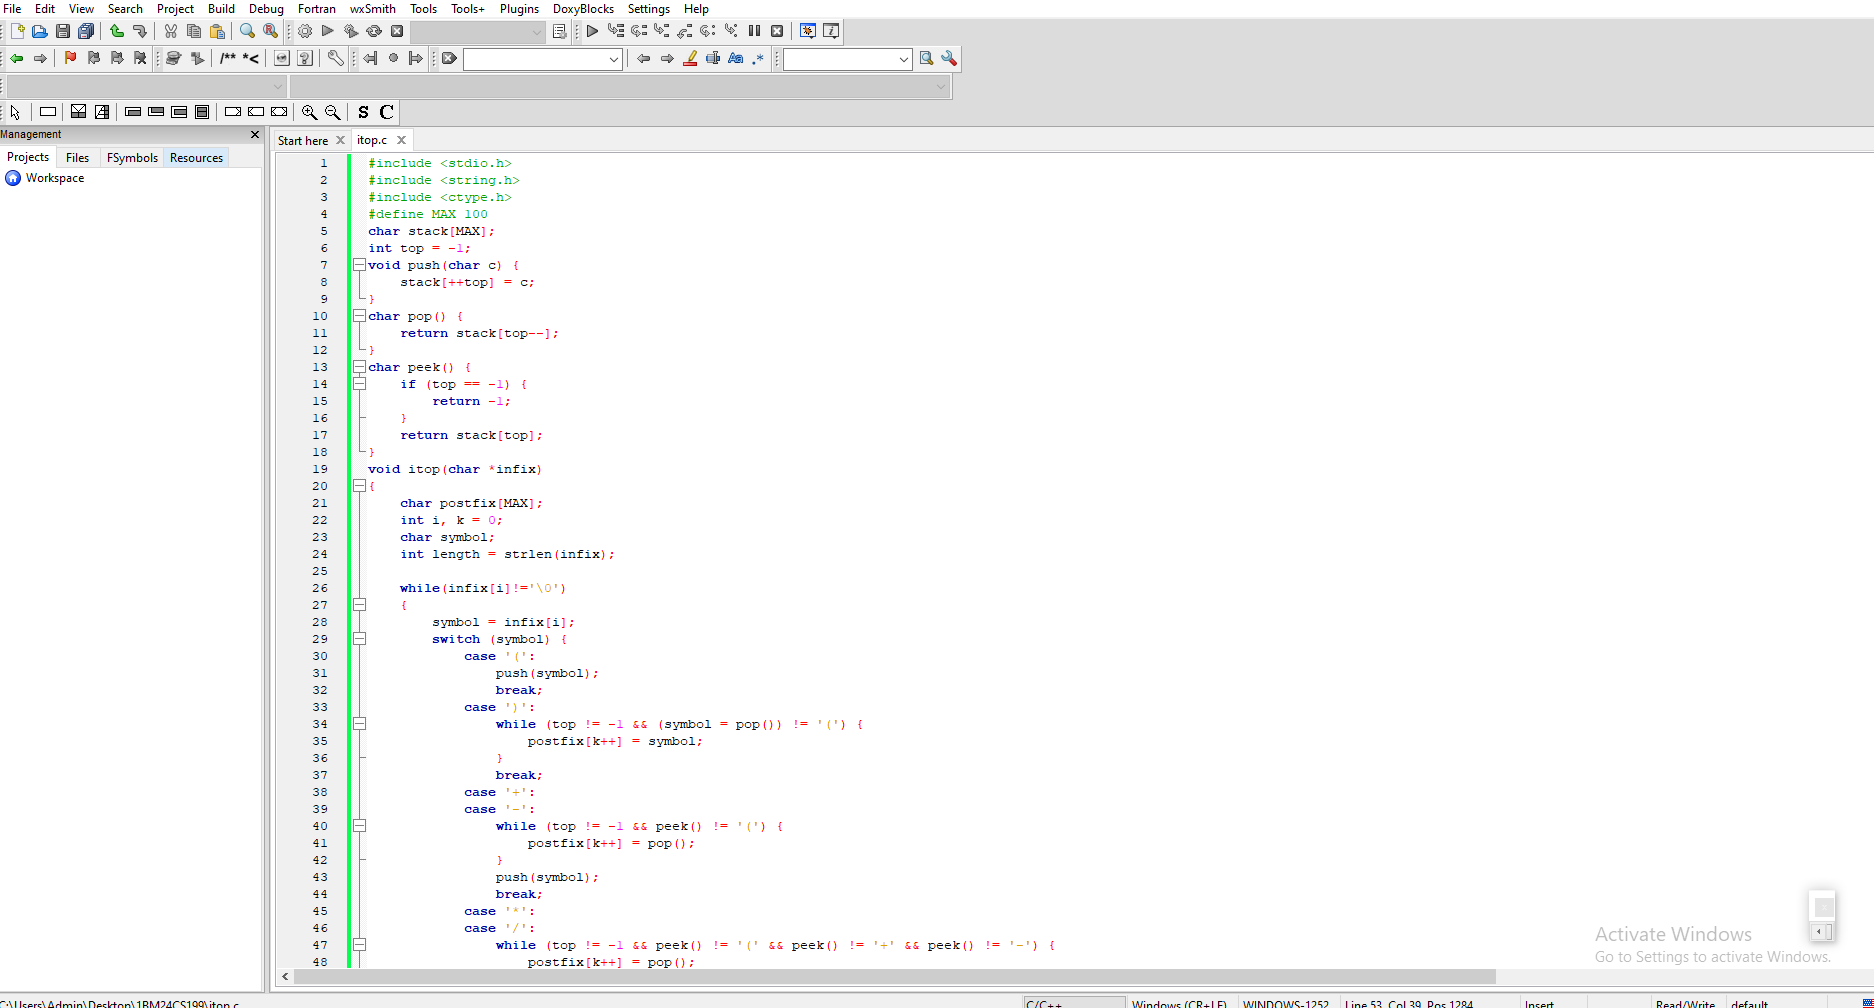 File Edit View Search Project Build Debug Fortran wxSmith Tools Tools+ Plugins DoxyBlocks Settings Help
/** *<
Aa .*
S C
Management
Projects Files FSymbols Resources
Workspace
Start here itop.c
1 #include <stdio.h>
2 #include <string.h>
3 #include <ctype.h>
4 #define MAX 100
5 char stack[MAX];
6 int top = -1;
7 void push(char c) {
8 stack[++top] = c;
9 }
10 char pop() {
11 return stack[top--];
12 }
13 char peek() {
14 if (top == -1) {
15 return -1;
16 }
17 return stack[top];
18 }
19 void itop(char *infix)
20 {
21 char postfix[MAX];
22 int i, k = 0;
23 char symbol;
24 int length = strlen(infix);
25
26 while(infix[i]!='\0')
27 {
28 symbol = infix[i];
29 switch (symbol) {
30 case '(':
31 push(symbol);
32 break;
33 case ')':
34 while (top != -1 && (symbol = pop()) != '(') {
35 postfix[k++] = symbol;
36 }
37 break;
38 case '+':
39 case '-':
40 while (top != -1 && peek() != '(') {
41 postfix[k++] = pop();
42 }
43 push(symbol);
44 break;
45 case '*':
46 case '/':
47 while (top != -1 && peek() != '(' && peek() != '+' && peek() != '-') {
48 postfix[k++] = pop();
Activate Windows
Go to Settings to activate Windows.
C:\Users\Admin\Desktop\1BM24CS199\itop.c C/C++ Windows (CR+LF) WINDOWS-1252 Line 53, Col 39, Pos 1284 Insert Read/Write default